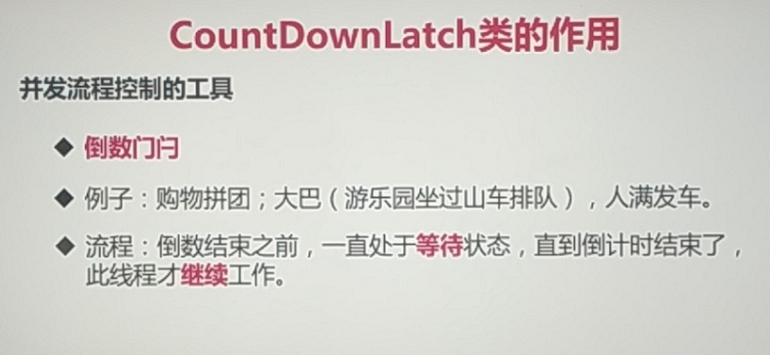 CountDownLatch类的作用
并发流程控制的工具
◆ 倒数门闩
◆ 例子：购物拼团；大巴（游乐园坐过山车排队），人满发车。
◆ 流程：倒数结束之前，一直处于等待状态，直到倒计时结束了，
此线程才继续工作。